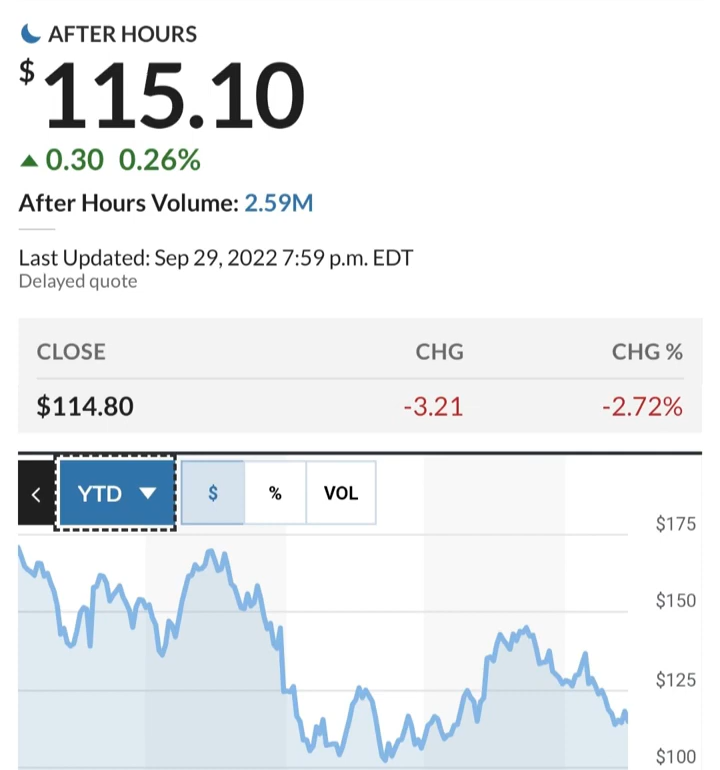 AFTER HOURS
$115.10
▲ 0.30 0.26%
After Hours Volume: 2.59M
Last Updated: Sep 29, 2022 7:59 p.m. EDT
Delayed quote
CLOSE CHG CHG %
$114.80 -3.21 -2.72%
< YTD ▼ $ % VOL
$175
$150
$125
$100